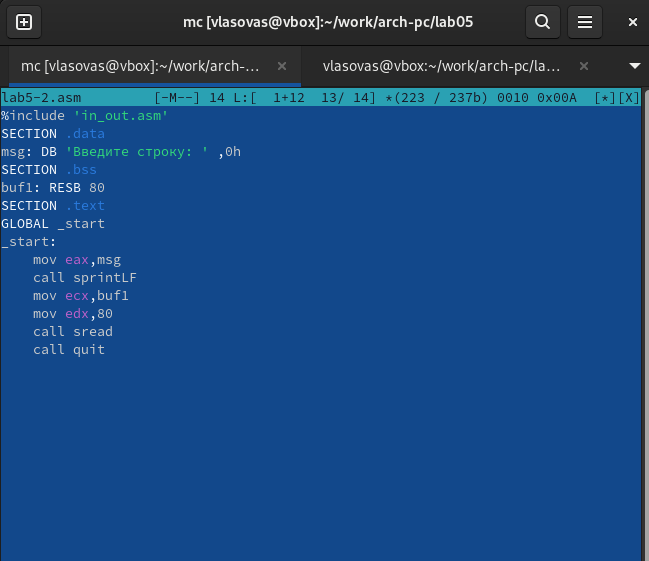 mc [vlasovas@vbox]:~/work/arch-pc/lab05
mc [vlasovas@vbox]:~/work/arch-... vlasovas@vbox:~/work/arch-pc/la...
lab5-2.asm [-M--] 14 L:[ 1+12 13/ 14] *(223 / 237b) 0010 0x00A [*][X]
%include 'in_out.asm'
SECTION .data
msg: DB 'Введите строку: ' ,0h
SECTION .bss
buf1: RESB 80
SECTION .text
GLOBAL _start
_start:
mov eax,msg
call sprintLF
mov ecx,buf1
mov edx,80
call sread
call quit